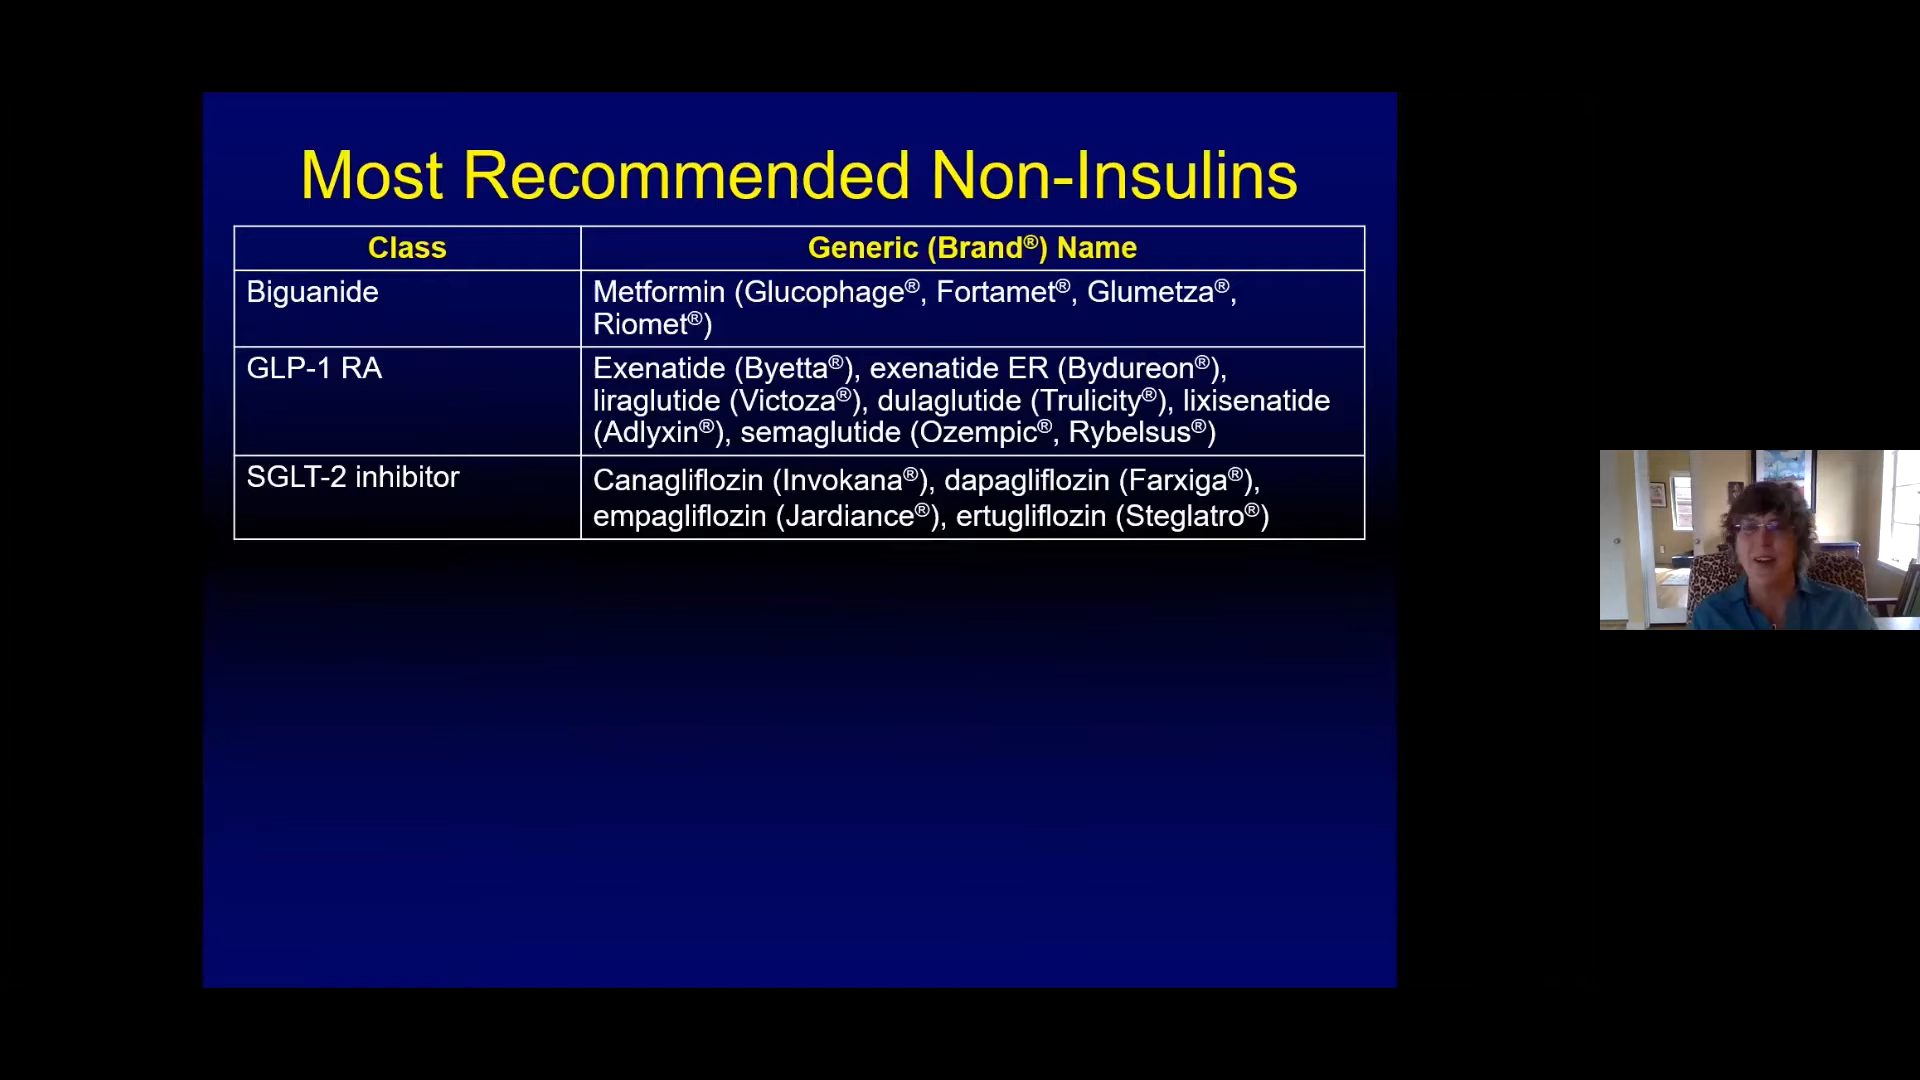 Most Recommended Non-Insulins
Class
Generic (Brand®) Name
Biguanide
Metformin (Glucophage®, Fortamet®, Glumetza®,
Riomet®)
GLP-1 RA
Exenatide (Byetta®), exenatide ER (Bydureon®),
liraglutide (Victoza®), dulaglutide (Trulicity®), lixisenatide
(Adlyxin®), semaglutide (Ozempic®, Rybelsus®)
SGLT-2 inhibitor
Canagliflozin (Invokana®), dapagliflozin (Farxiga®),
empagliflozin (Jardiance®), ertugliflozin (Steglatro®)